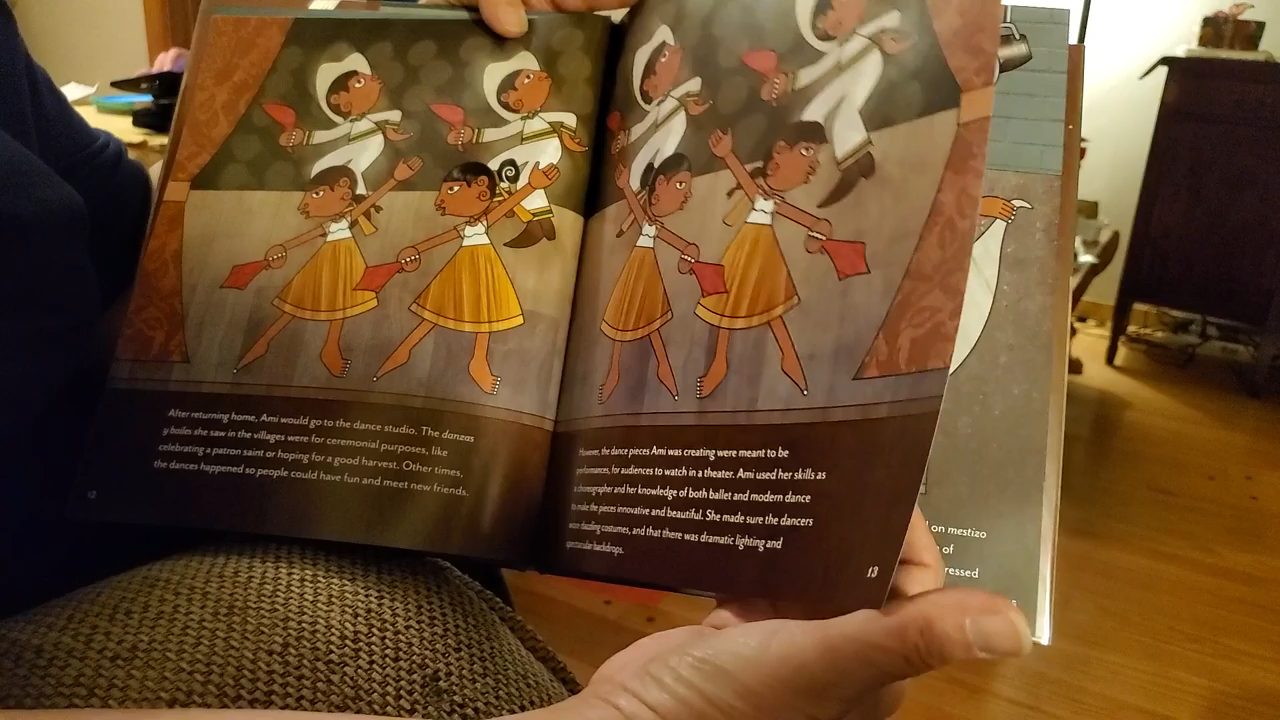 After returning home, Ami would go to the dance studio. The danzas
y bailes she saw in the villages were for ceremonial purposes, like
celebrating a patron saint or hoping for a good harvest. Other times,
the dances happened so people could have fun and meet new friends.
12
However, the dance pieces Ami was creating were meant to be
performances, for audiences to watch in a theater. Ami used her skills as
a choreographer and her knowledge of both ballet and modern dance
to make the pieces innovative and beautiful. She made sure the dancers
wore dazzling costumes, and that there was dramatic lighting and
spectacular backdrops.
13
on mestizo
of
ressed